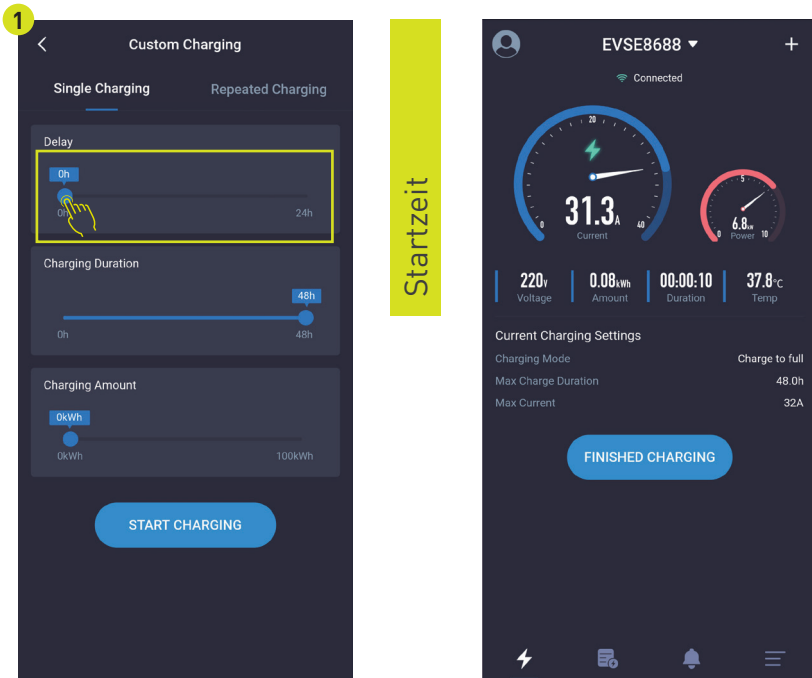 1
Custom Charging
Single Charging
Repeated Charging
Delay
0h
0h
24h
Charging Duration
48h
0h
48h
Charging Amount
0kWh
0kWh
100kWh
START CHARGING
Startzeit
EVSE8688
+
Connected
0
20
40
31.3A
Current
0
5
10
6.8kW
Power
220V
Voltage
0.08kWh
Amount
00:00:10
Duration
37.8°C
Temp
Current Charging Settings
Charging Mode Charge to full
Max Charge Duration 48.0h
Max Current 32A
FINISHED CHARGING